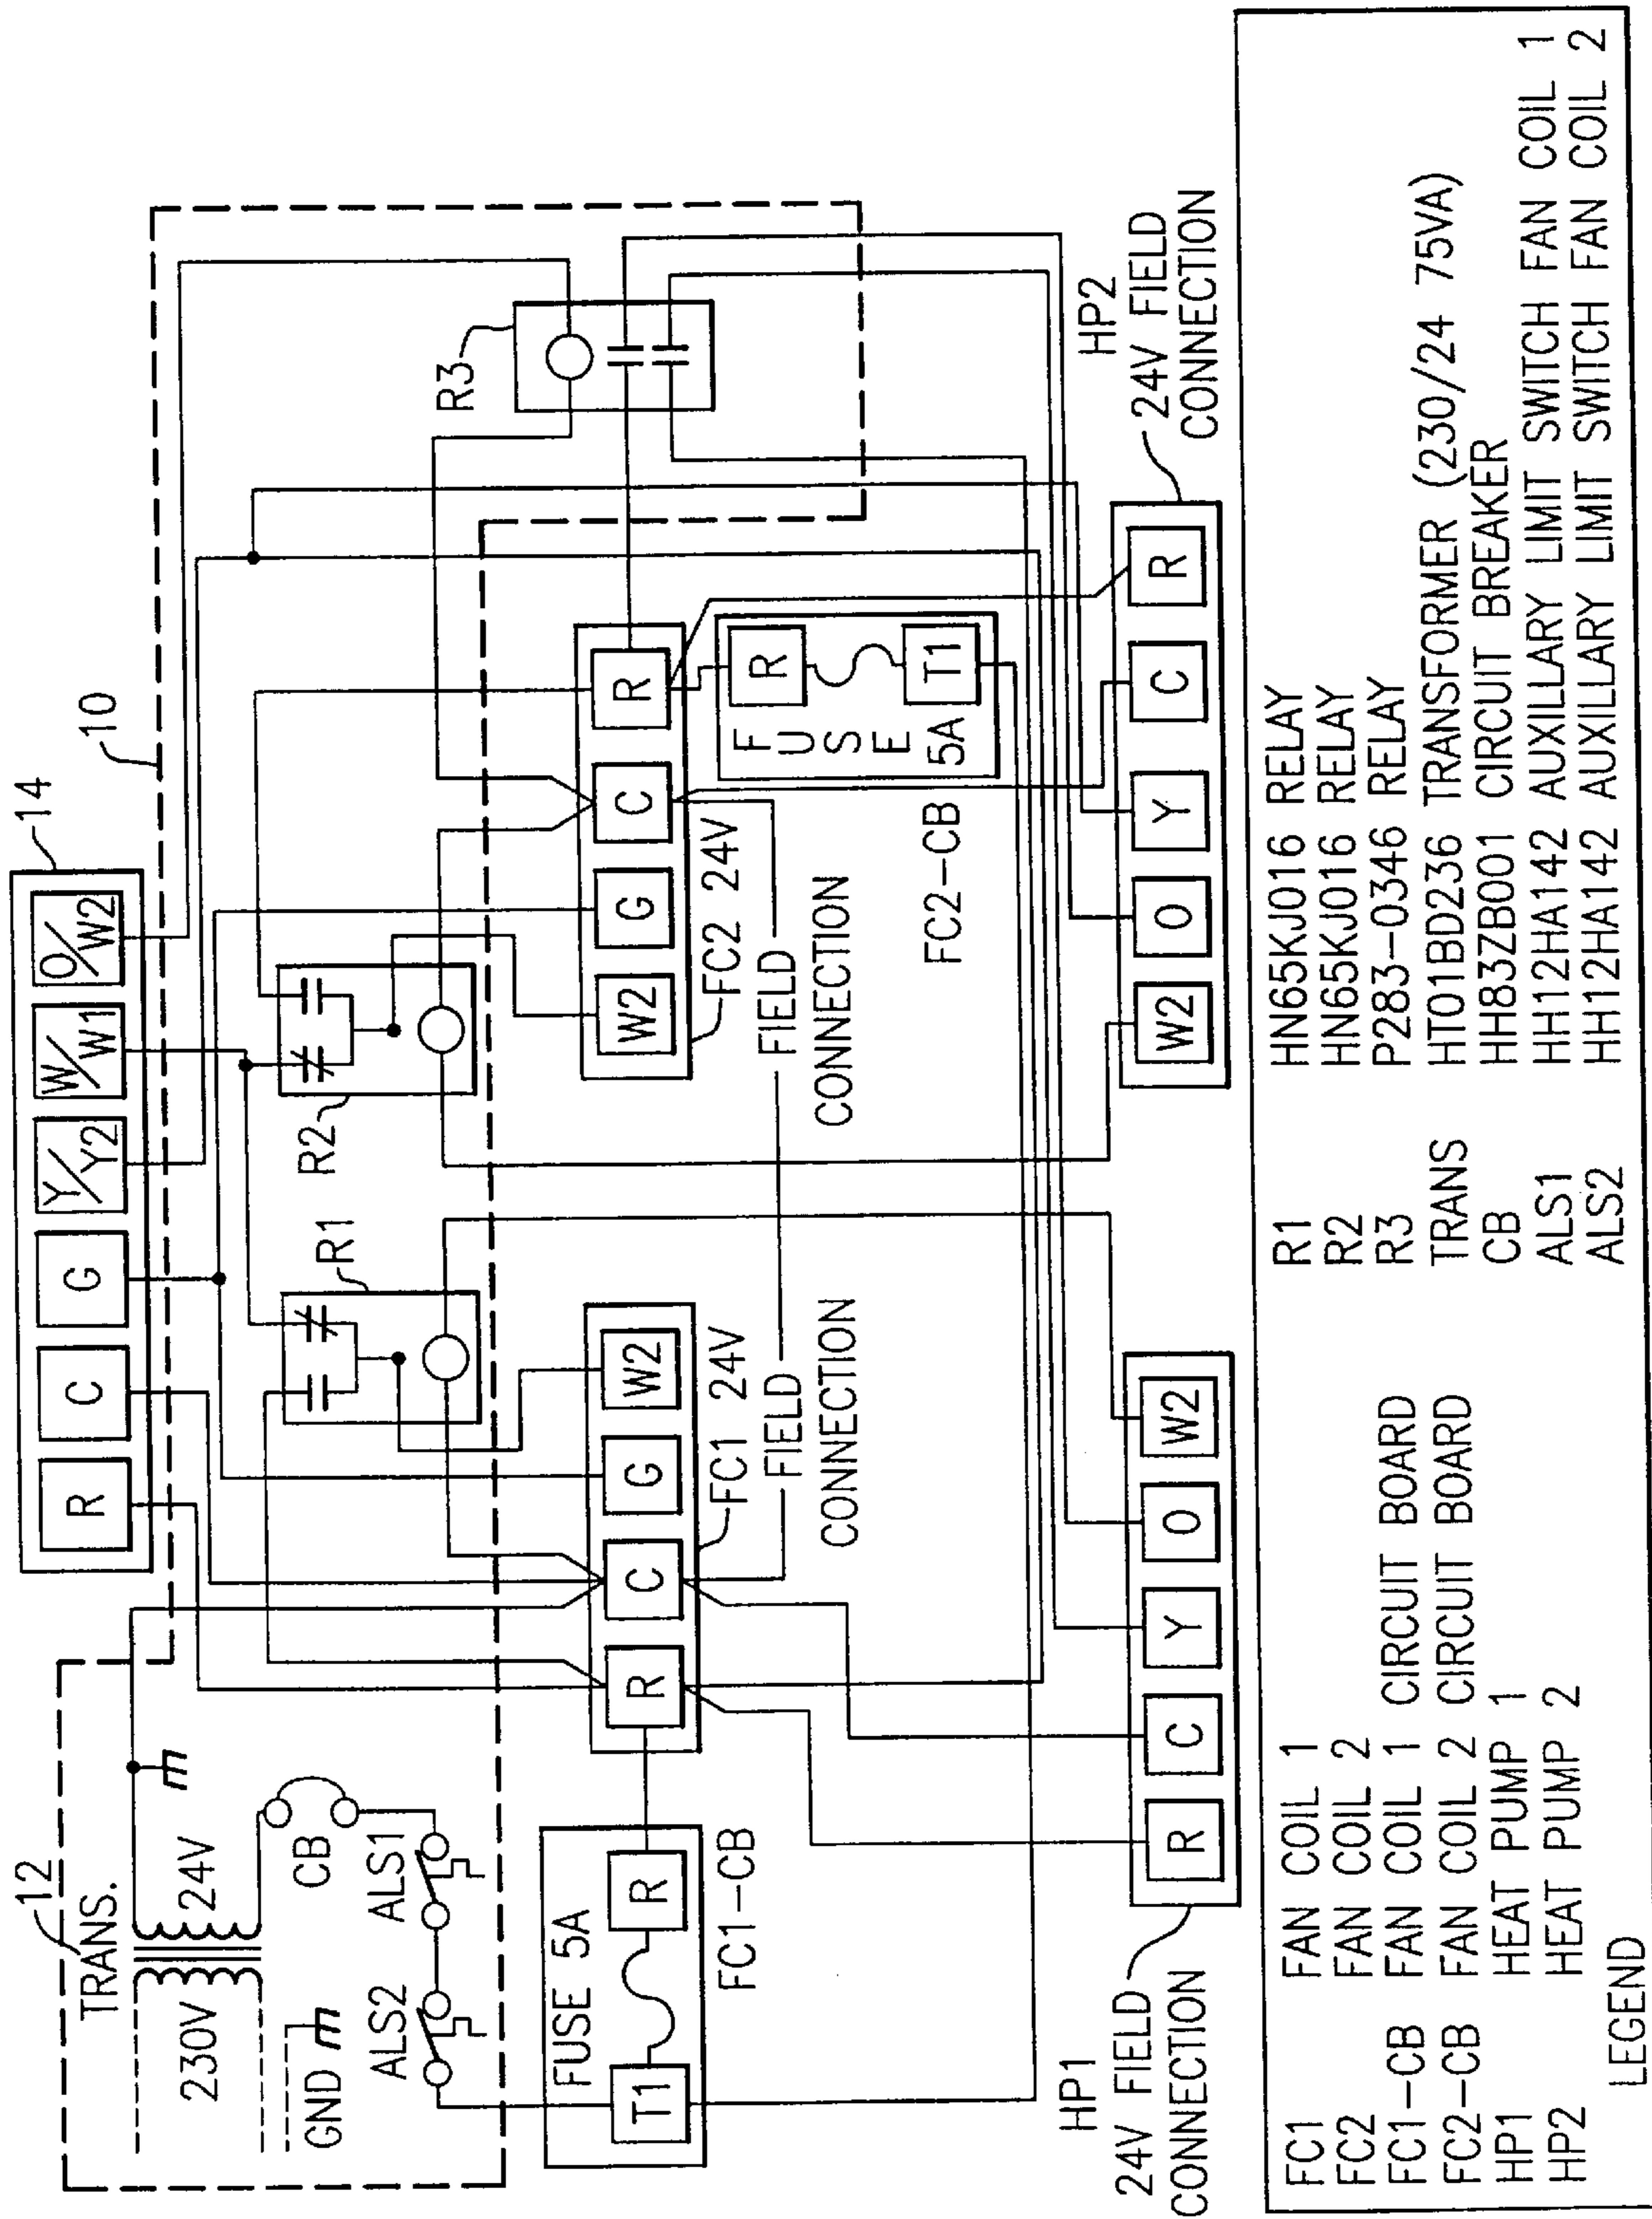 14
10
12
R
C
G
Y/Y2
W/W1
O/W2
TRANS.
230V
24V
GND
CB
ALS2
ALS1
R1
R2
R3
FUSE 5A
T1
R
FC1-CB
R
C
G
W2
FC1 24V
FIELD
CONNECTION
W2
G
C
R
FC2 24V
FIELD
CONNECTION
FUSE
5A
R
T1
FC2-CB
HP1
24V FIELD
CONNECTION
R
C
Y
O
W2
W2
O
Y
C
R
HP2
24V FIELD
CONNECTION
FC1 FAN COIL 1
FC2 FAN COIL 2
FC1-CB FAN COIL 1 CIRCUIT BOARD
FC2-CB FAN COIL 2 CIRCUIT BOARD
HP1 HEAT PUMP 1
HP2 HEAT PUMP 2
R1 HN65KJ016 RELAY
R2 HN65KJ016 RELAY
R3 P283-0346 RELAY
TRANS HT01BD236 TRANSFORMER (230/24 75VA)
CB HH83ZB001 CIRCUIT BREAKER
ALS1 HH12HA142 AUXILLARY LIMIT SWITCH FAN COIL 1
ALS2 HH12HA142 AUXILLARY LIMIT SWITCH FAN COIL 2
LEGEND